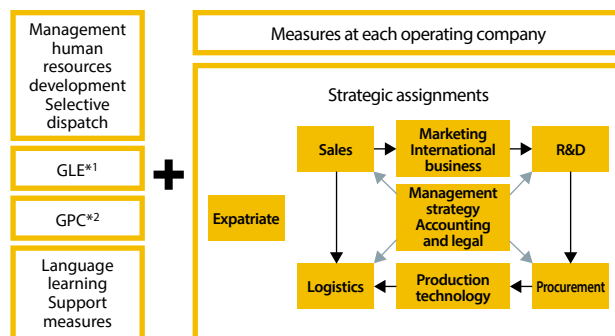 Management
human
resources
development
Selective
dispatch
GLE*1
GPC*2
Language
learning
Support
measures
+
Measures at each operating company
Strategic assignments
Sales
Marketing
International
business
R&D
Expatriate
Management
strategy
Accounting
and legal
Logistics
Production
technology
Procurement